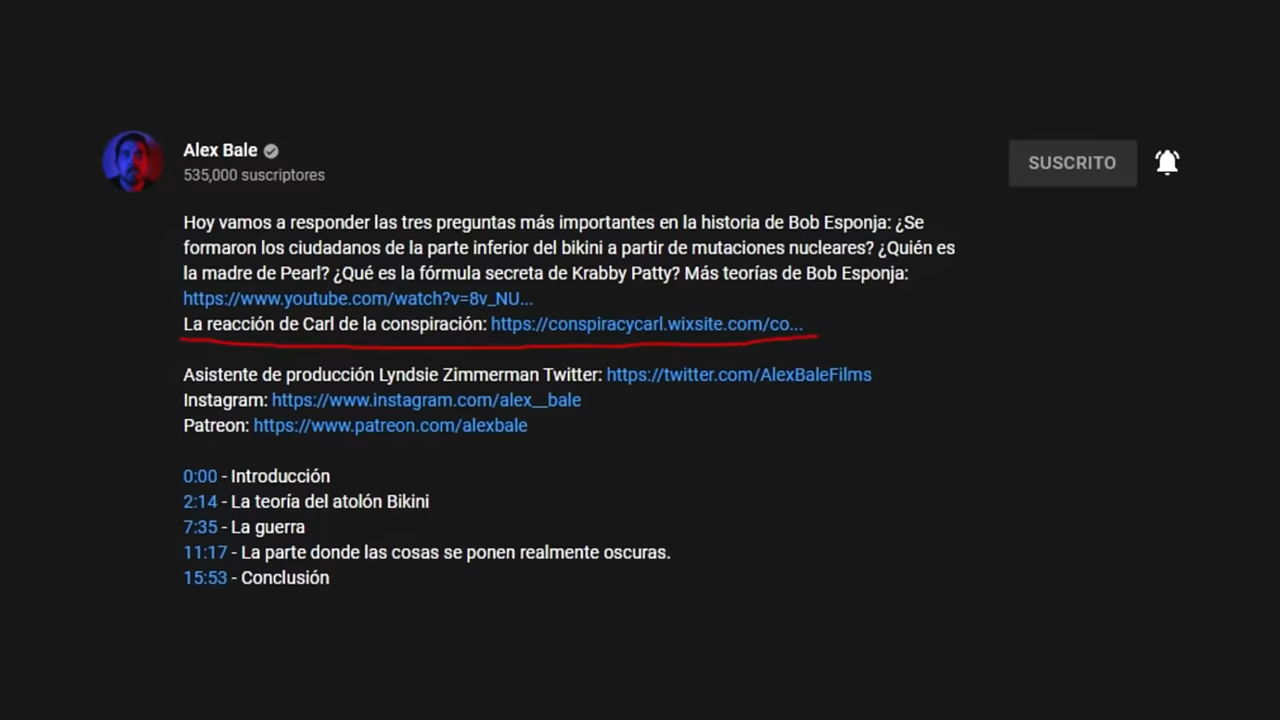 Alex Bale
535,000 suscriptores
SUSCRITO
Hoy vamos a responder las tres preguntas más importantes en la historia de Bob Esponja: ¿Se
formaron los ciudadanos de la parte inferior del bikini a partir de mutaciones nucleares? ¿Quién es
la madre de Pearl? ¿Qué es la fórmula secreta de Krabby Patty? Más teorías de Bob Esponja:
https://www.youtube.com/watch?v=8v_NU...
La reacción de Carl de la conspiración: https://conspiracycarl.wixsite.com/co...
Asistente de producción Lyndsie Zimmerman Twitter: https://twitter.com/AlexBaleFilms
Instagram: https://www.instagram.com/alex__bale
Patreon: https://www.patreon.com/alexbale
0:00 - Introducción
2:14 - La teoría del atolón Bikini
7:35 - La guerra
11:17 - La parte donde las cosas se ponen realmente oscuras.
15:53 - Conclusión